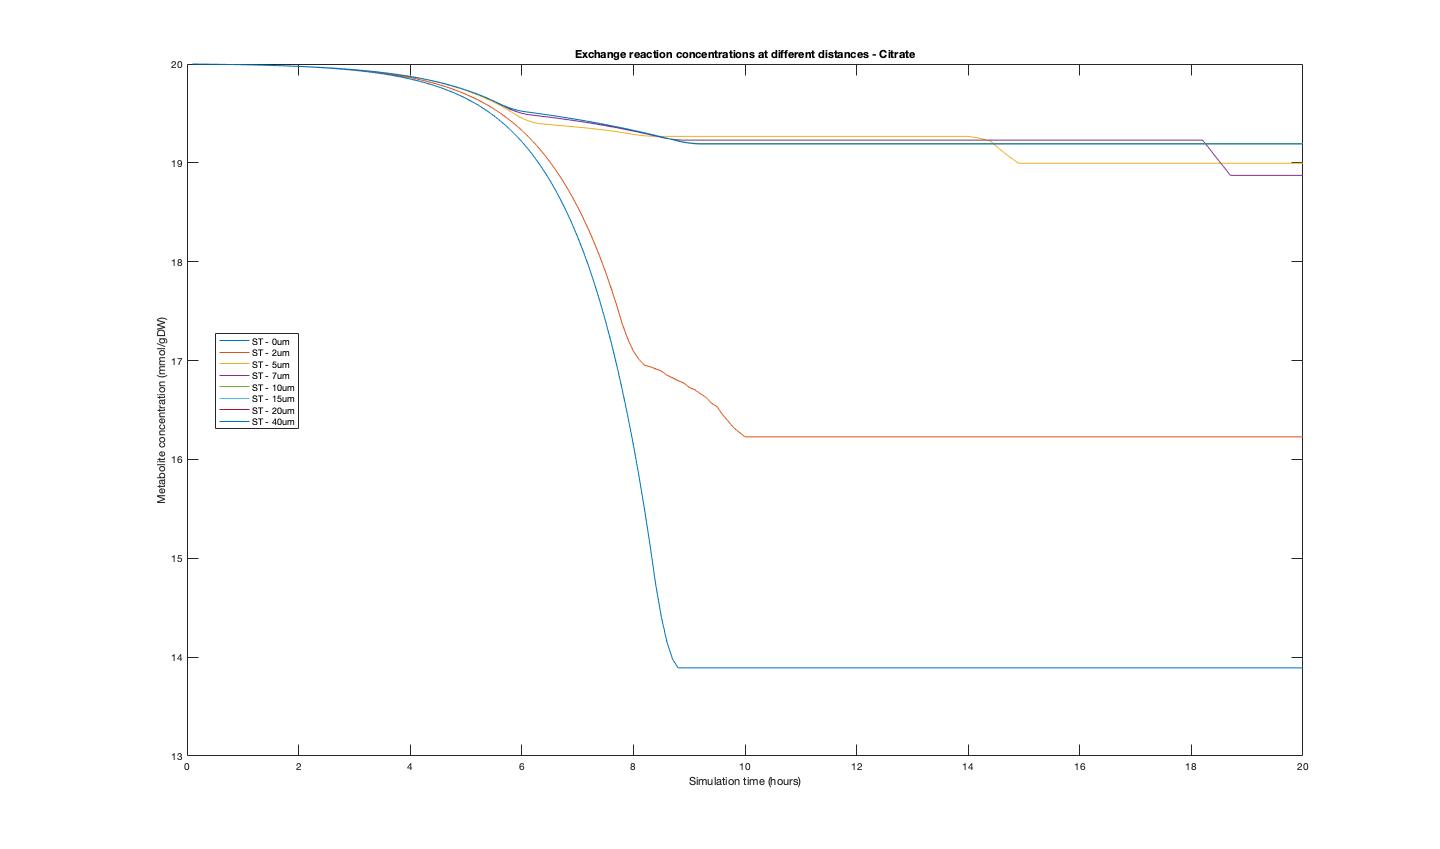 Exchange reaction concentrations at different distances - Citrate
20
19
18
17
16
15
14
13
Metabolite concentration (mmol/gDW)
ST - 0um
ST - 2um
ST - 5um
ST - 7um
ST - 10um
ST - 15um
ST - 20um
ST - 40um
0 2 4 6 8 10 12 14 16 18 20
Simulation time (hours)